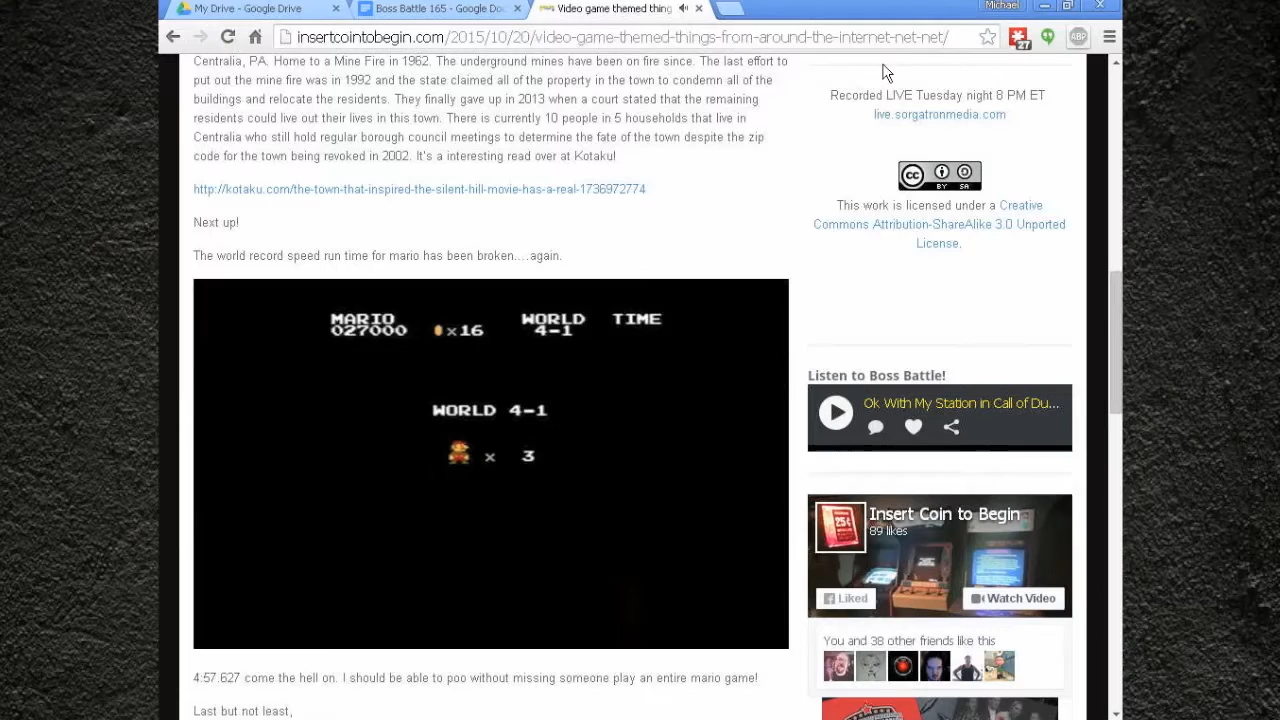 My Drive - Google Drive
Boss Battle 165 - Google Do
Video game themed thing
Michael
insertcointobegin.com/2015/10/20/video-game-themed-things-from-around-the-internet-net-net/
27
ABP
Centralia, PA. Home to a Mine Fire in 1962. The underground mines have been on fire since. The last effort to
put out the mine fire was in 1992 and the state claimed all of the property in the town to condemn all of the
buildings and relocate the residents. They finally gave up in 2013 when a court stated that the remaining
residents could live out their lives in this town. There is currently 10 people in 5 households that live in
Centralia who still hold regular borough council meetings to determine the fate of the town despite the zip
code for the town being revoked in 2002. It's a interesting read over at Kotaku!
http://kotaku.com/the-town-that-inspired-the-silent-hill-movie-has-a-real-1736972774
Next up!
The world record speed run time for mario has been broken....again.
MARIO WORLD TIME
027000 x16 4-1
WORLD 4-1
x 3
4:57.627 come the hell on. I should be able to poo without missing someone play an entire mario game!
Last but not least,
Recorded LIVE Tuesday night 8 PM ET
live.sorgatronmedia.com
cc BY SA
This work is licensed under a Creative
Commons Attribution-ShareAlike 3.0 Unported
License.
Listen to Boss Battle!
Ok With My Station in Call of Du...
25¢
Insert Coin to Begin
89 likes
Liked
Watch Video
You and 38 other friends like this